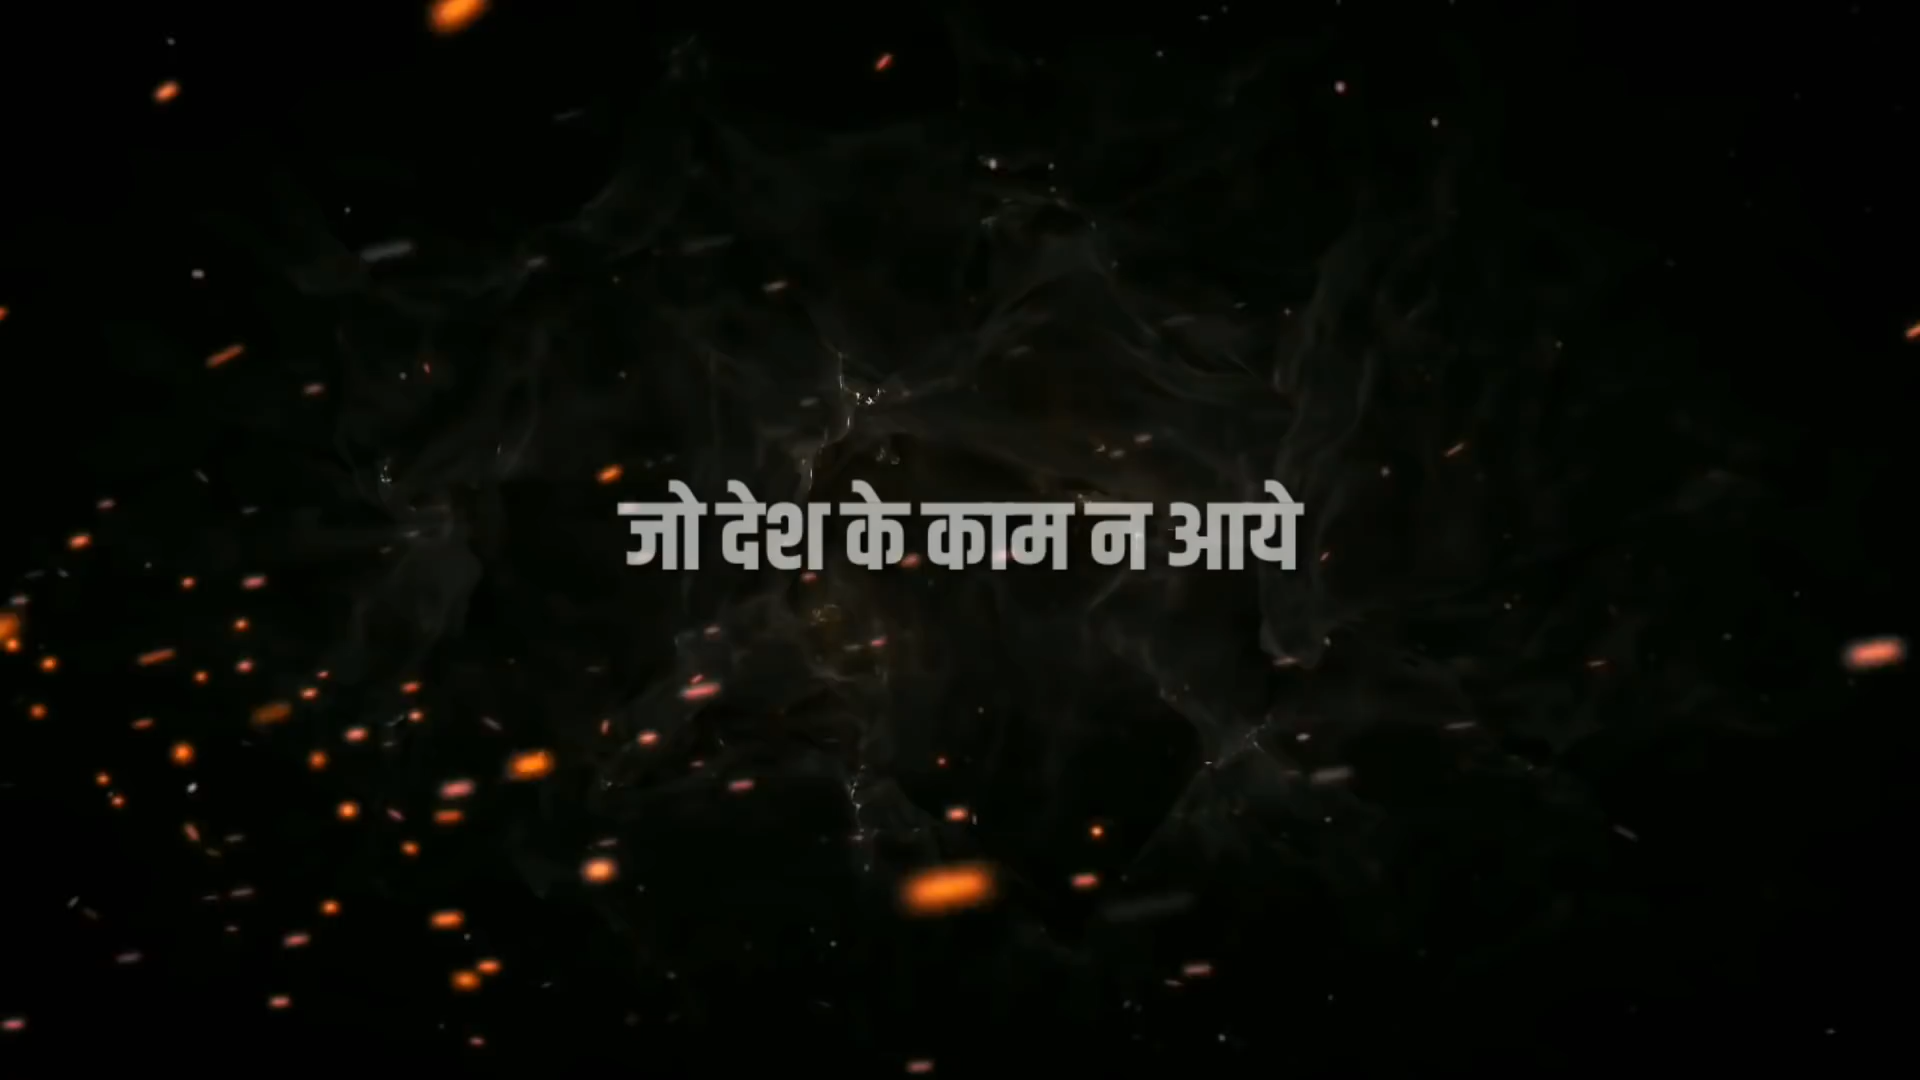 जो देश के काम न आये